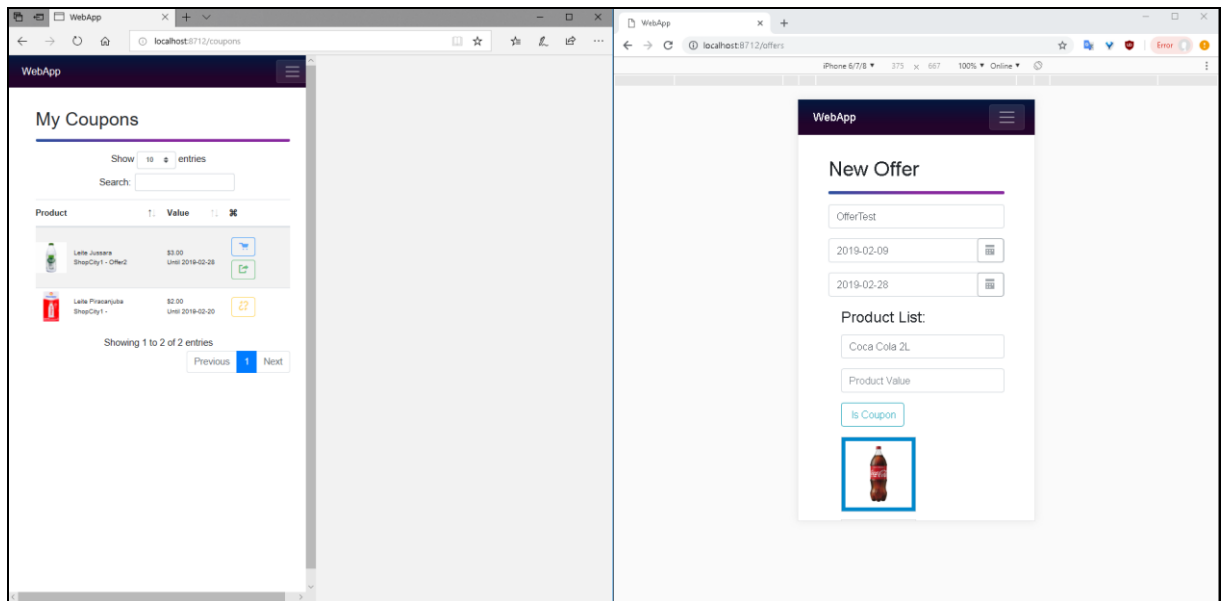 WebApp
localhost:8712/coupons
WebApp
My Coupons
Show 10 entries
Search:
Product Value ⌘
Leite Jussara
ShopCity1 - Offer2
$3.00
Until 2019-02-28
Leite Piracanjuba
ShopCity1 -
$2.00
Until 2019-02-20
Showing 1 to 2 of 2 entries
Previous 1 Next
WebApp
localhost:8712/offers
Error
iPhone 6/7/8 ▼ 375 x 667 100% ▼ Online ▼
WebApp
New Offer
OfferTest
2019-02-09
2019-02-28
Product List:
Coca Cola 2L
Product Value
Is Coupon